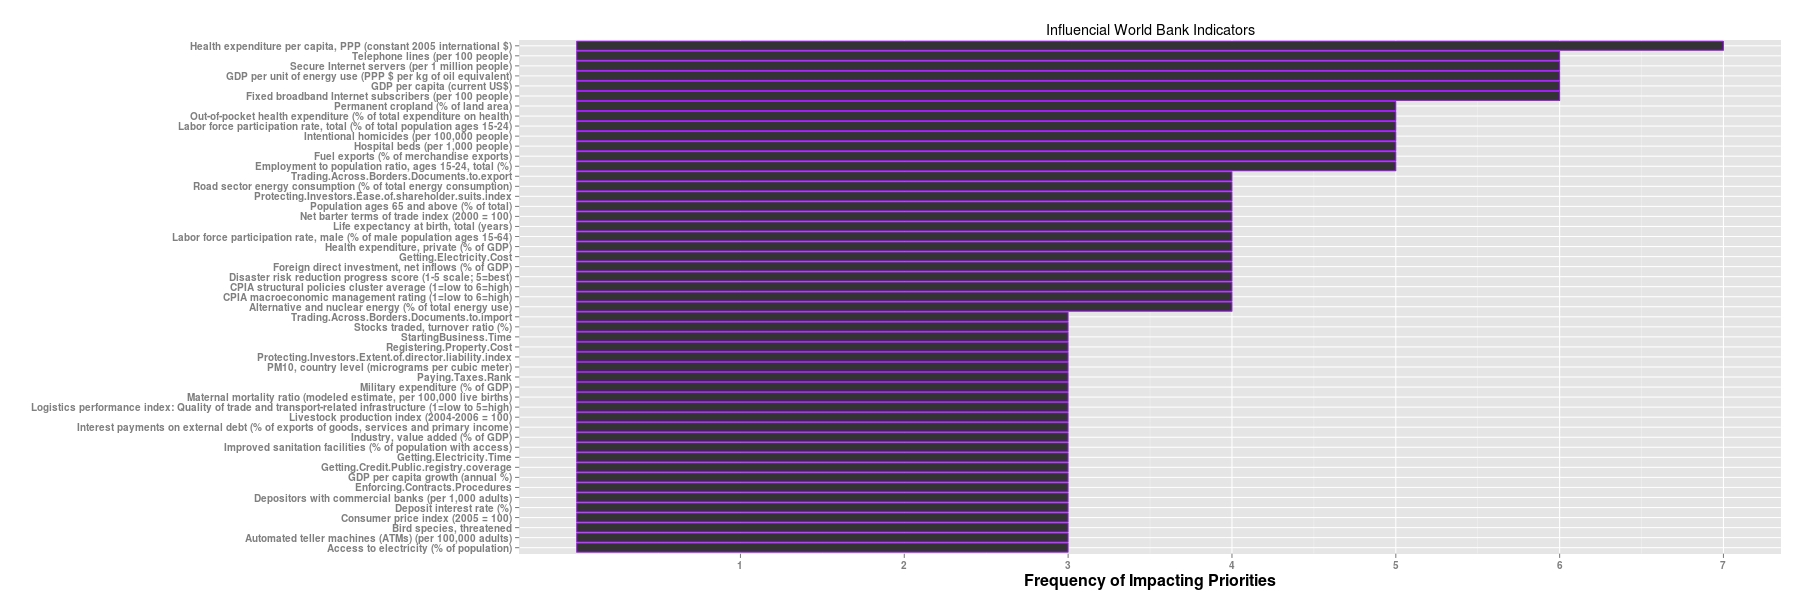 Influencial World Bank Indicators
Health expenditure per capita, PPP (constant 2005 international $)
Telephone lines (per 100 people)
Secure Internet servers (per 1 million people)
GDP per unit of energy use (PPP $ per kg of oil equivalent)
GDP per capita (current US$)
Fixed broadband Internet subscribers (per 100 people)
Permanent cropland (% of land area)
Out-of-pocket health expenditure (% of total expenditure on health)
Labor force participation rate, total (% of total population ages 15-24)
Intentional homicides (per 100,000 people)
Hospital beds (per 1,000 people)
Fuel exports (% of merchandise exports)
Employment to population ratio, ages 15-24, total (%)
Trading.Across.Borders.Documents.to.export
Road sector energy consumption (% of total energy consumption)
Protecting.Investors.Ease.of.shareholder.suits.index
Population ages 65 and above (% of total)
Net barter terms of trade index (2000 = 100)
Life expectancy at birth, total (years)
Labor force participation rate, male (% of male population ages 15-64)
Health expenditure, private (% of GDP)
Getting.Electricity.Cost
Foreign direct investment, net inflows (% of GDP)
Disaster risk reduction progress score (1-5 scale; 5=best)
CPIA structural policies cluster average (1=low to 6=high)
CPIA macroeconomic management rating (1=low to 6=high)
Alternative and nuclear energy (% of total energy use)
Trading.Across.Borders.Documents.to.import
Stocks traded, turnover ratio (%)
StartingBusiness.Time
Registering.Property.Cost
Protecting.Investors.Extent.of.director.liability.index
PM10, country level (micrograms per cubic meter)
Paying.Taxes.Rank
Military expenditure (% of GDP)
Maternal mortality ratio (modeled estimate, per 100,000 live births)
Logistics performance index: Quality of trade and transport-related infrastructure (1=low to 5=high)
Livestock production index (2004-2006 = 100)
Interest payments on external debt (% of exports of goods, services and primary income)
Industry, value added (% of GDP)
Improved sanitation facilities (% of population with access)
Getting.Electricity.Time
Getting.Credit.Public.registry.coverage
GDP per capita growth (annual %)
Enforcing.Contracts.Procedures
Depositors with commercial banks (per 1,000 adults)
Deposit interest rate (%)
Consumer price index (2005 = 100)
Bird species, threatened
Automated teller machines (ATMs) (per 100,000 adults)
Access to electricity (% of population)
1 2 3 4 5 6 7
Frequency of Impacting Priorities